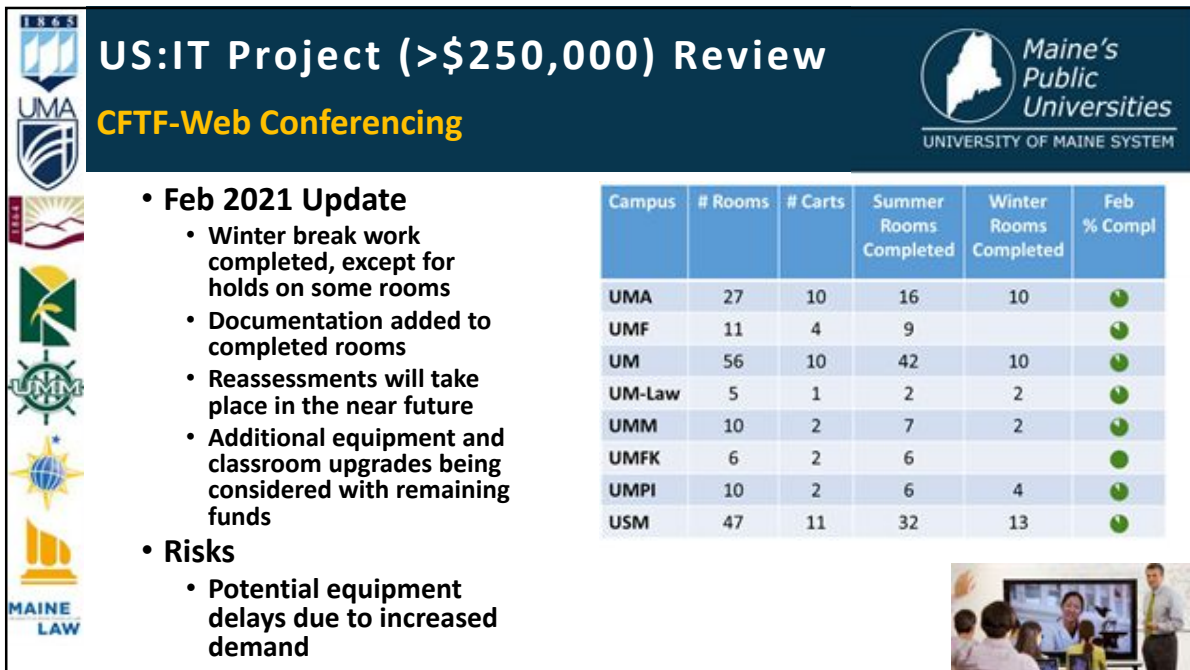 1865
US:IT Project (>$250,000) Review
CFTF-Web Conferencing
Maine's
Public
Universities
UNIVERSITY OF MAINE SYSTEM
UMA
1864
UMM
MAINE
LAW
• Feb 2021 Update
• Winter break work
completed, except for
holds on some rooms
• Documentation added to
completed rooms
• Reassessments will take
place in the near future
• Additional equipment and
classroom upgrades being
considered with remaining
funds
• Risks
• Potential equipment
delays due to increased
demand
Campus # Rooms # Carts Summer Rooms Completed Winter Rooms Completed Feb % Compl
UMA 27 10 16 10
UMF 11 4 9
UM 56 10 42 10
UM-Law 5 1 2 2
UMM 10 2 7 2
UMFK 6 2 6
UMPI 10 2 6 4
USM 47 11 32 13